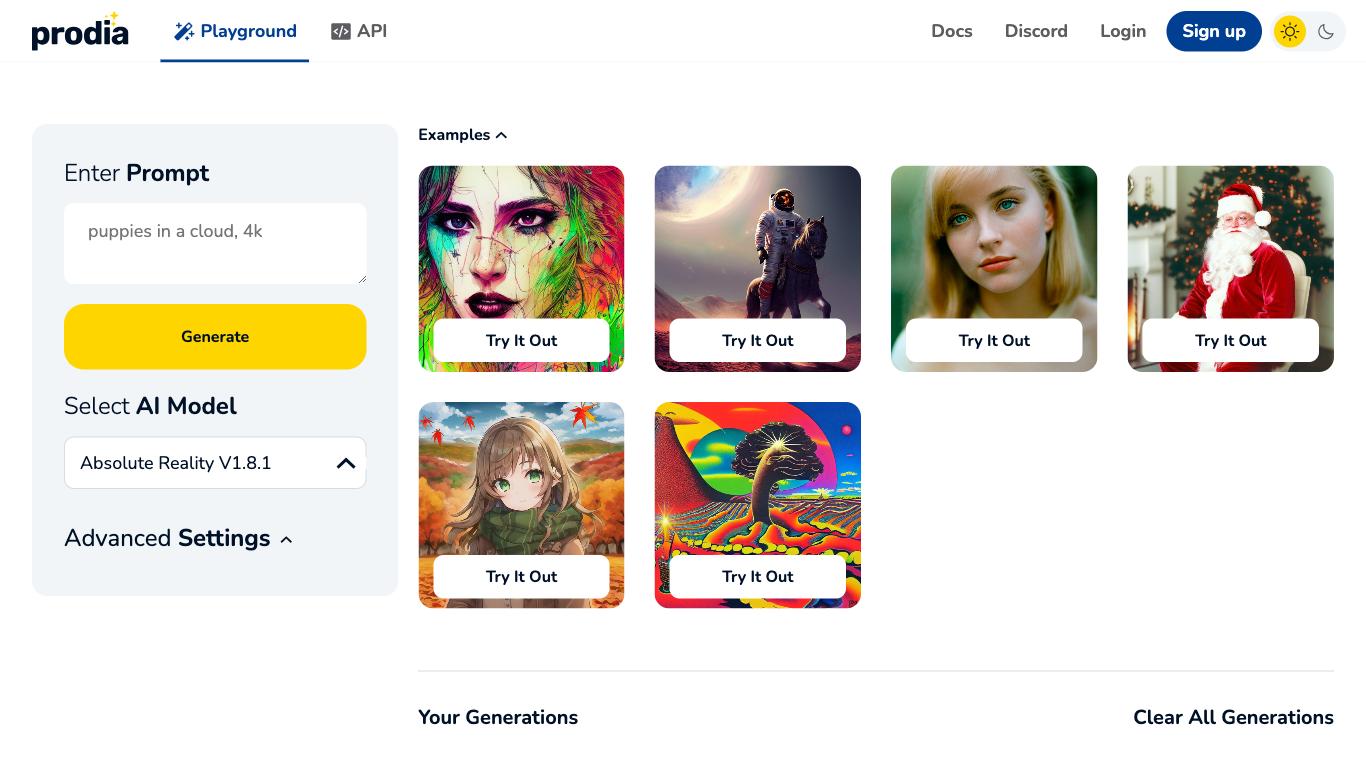 prodia
Playground
API
Docs
Discord
Login
Sign up
Enter Prompt
puppies in a cloud, 4k
Generate
Select AI Model
Absolute Reality V1.8.1
Advanced Settings
Examples
Try It Out
Try It Out
Try It Out
Try It Out
Try It Out
Try It Out
Your Generations
Clear All Generations